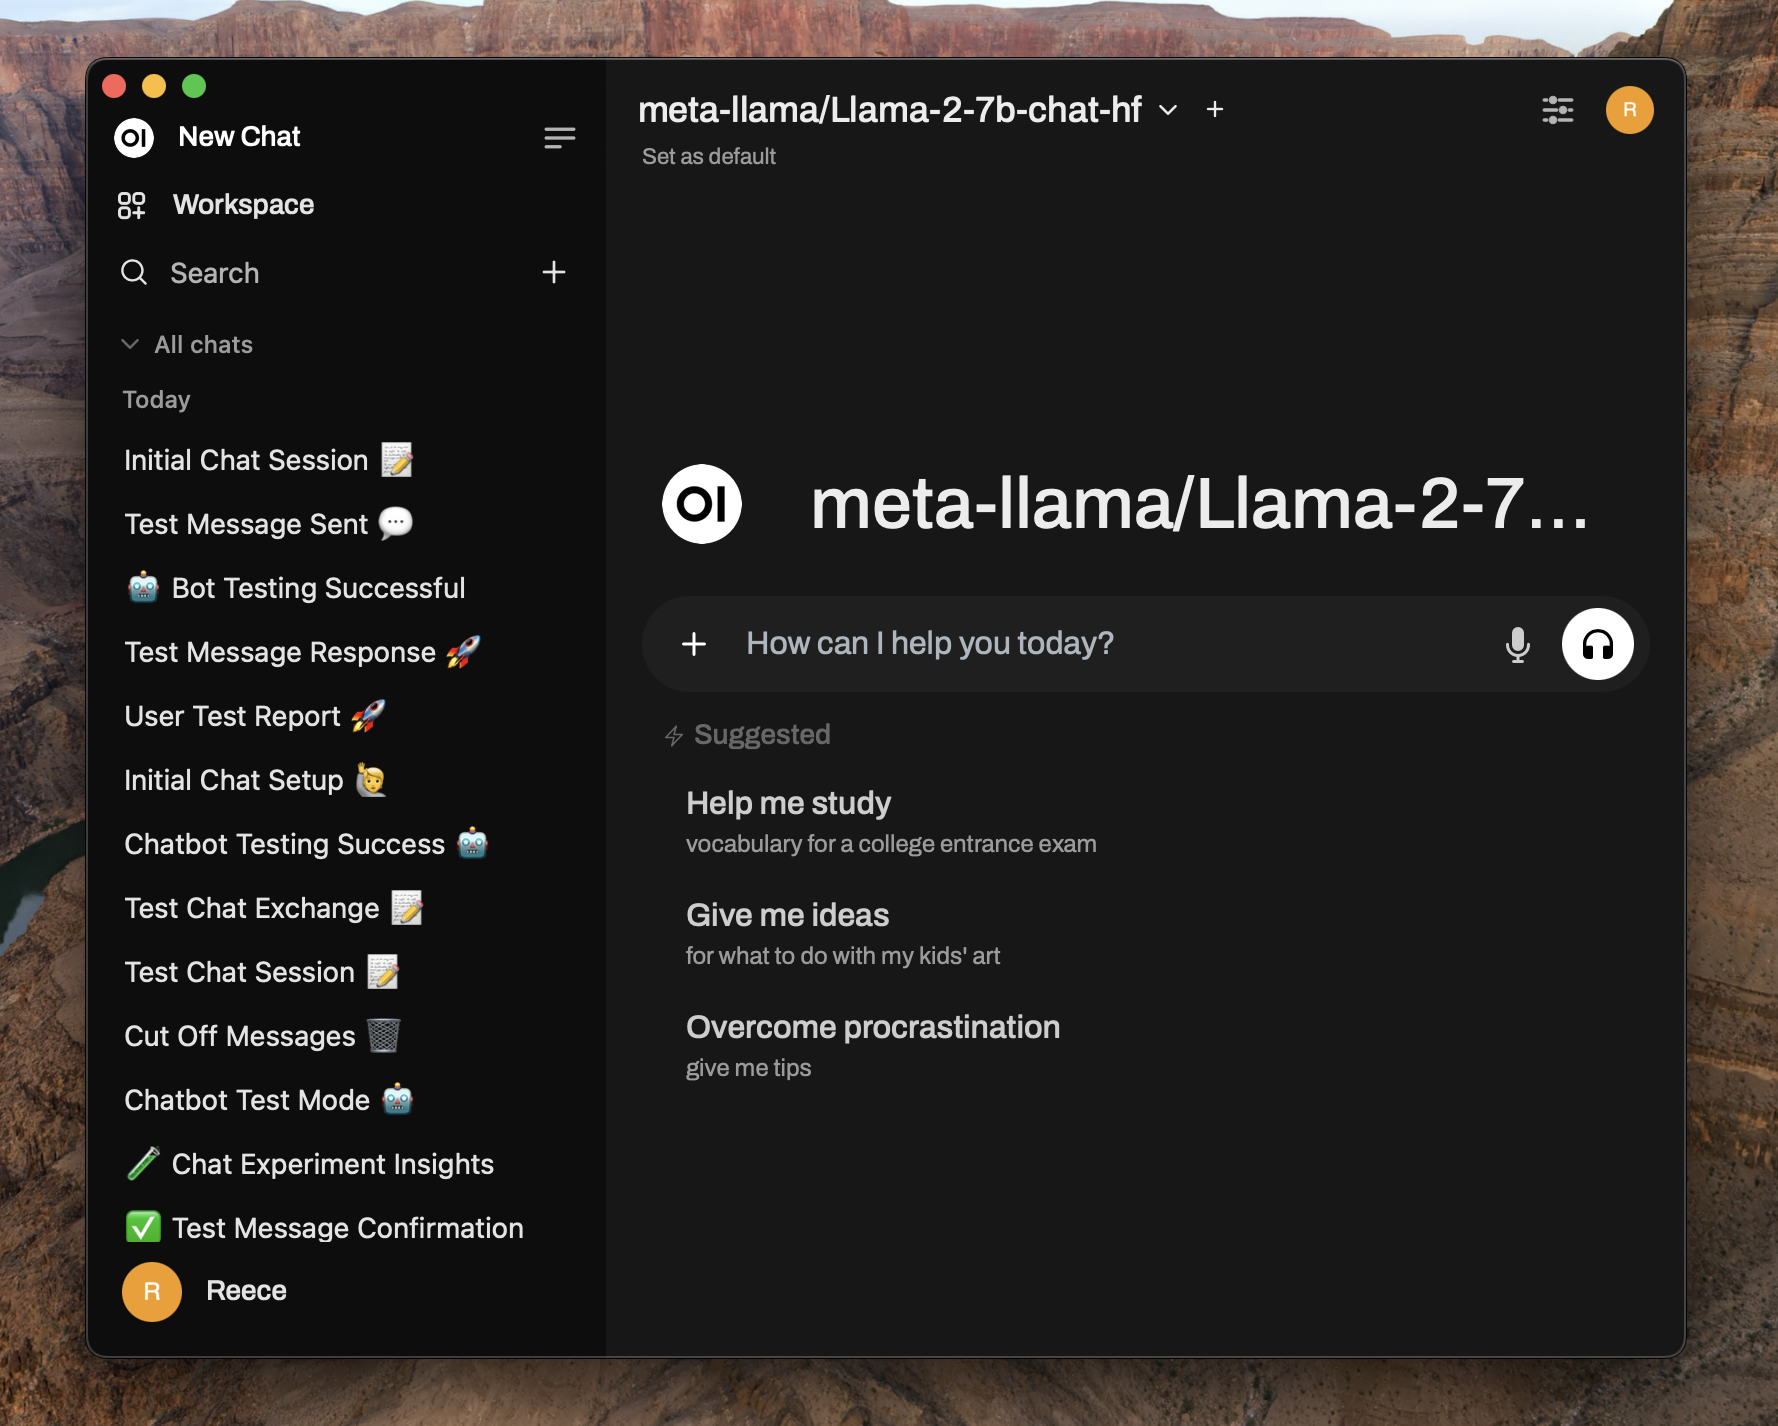 OI New Chat
Workspace
Search
All chats
Today
Initial Chat Session
Test Message Sent
Bot Testing Successful
Test Message Response
User Test Report
Initial Chat Setup
Chatbot Testing Success
Test Chat Exchange
Test Chat Session
Cut Off Messages
Chatbot Test Mode
Chat Experiment Insights
Test Message Confirmation
R Reece
meta-llama/Llama-2-7b-chat-hf
R
Set as default
OI meta-llama/Llama-2-7...
How can I help you today?
Suggested
Help me study
vocabulary for a college entrance exam
Give me ideas
for what to do with my kids' art
Overcome procrastination
give me tips